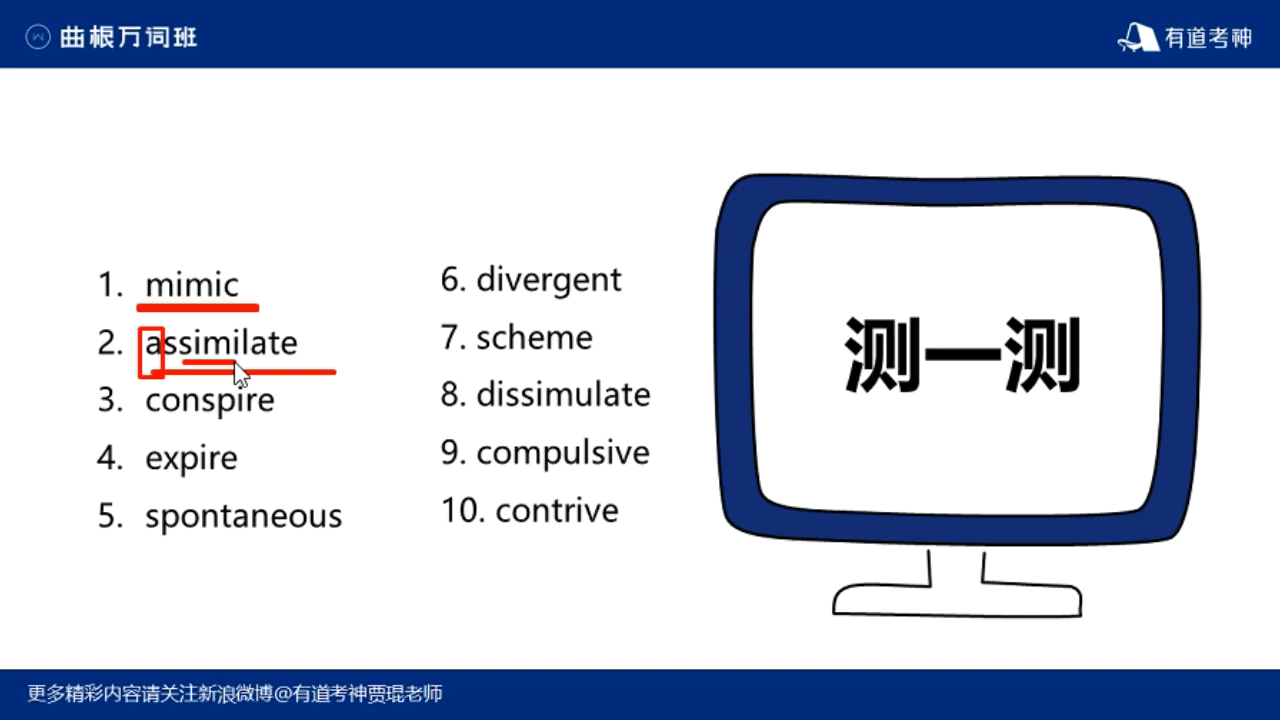 曲根万词班
有道考神
1. mimic
2. assimilate
3. conspire
4. expire
5. spontaneous
6. divergent
7. scheme
8. dissimulate
9. compulsive
10. contrive
测一测
更多精彩内容请关注新浪微博@有道考神贾琨老师